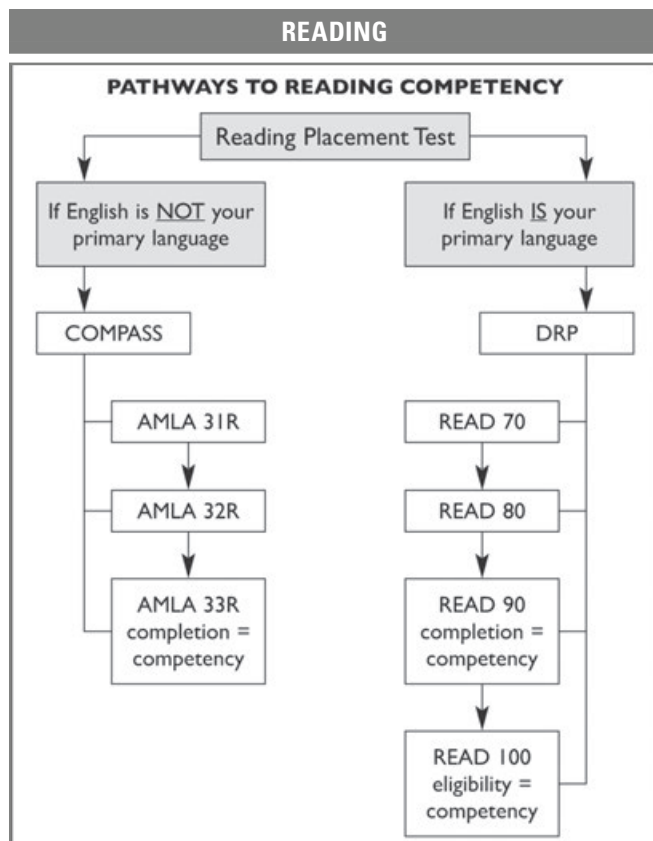 READING
PATHWAYS TO READING COMPETENCY
Reading Placement Test
If English is NOT your
primary language
If English IS your
primary language
COMPASS
DRP
AMLA 31R
READ 70
AMLA 32R
READ 80
AMLA 33R
completion =
competency
READ 90
completion =
competency
READ 100
eligibility =
competency